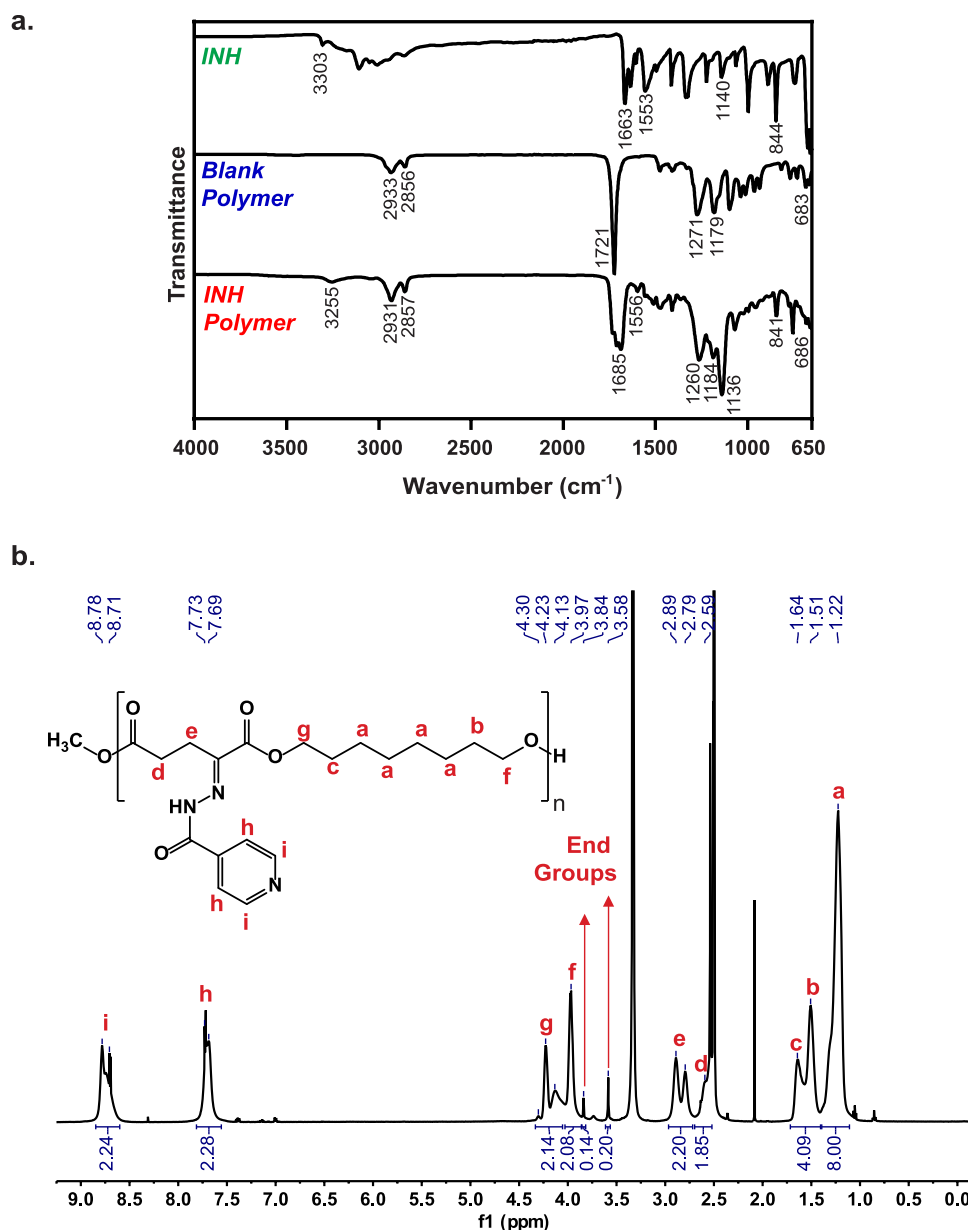 a.
INH
3303
1663
1553
1140
844
Blank
Polymer
2933
2856
1721
1271
1179
683
INH
Polymer
3255
2931
2857
1685
1556
1260
1184
1136
841
686
Transmittance
4000 3000 2500 2000 1500 1000 650
Wavenumber (cm⁻¹)
b.
8.78
8.71
7.73
7.69
4.30
4.23
4.13
3.97
3.84
3.58
2.89
2.79
2.59
1.64
1.51
1.22
O e O g a a b O H
H₃C O d O c a a f n
N
HN
O h i
N
h i
End
Groups
i h g f e d c b a
2.24
2.28
2.14
2.08
0.14
0.20
2.20
1.85
4.09
8.00
9.0 8.5 8.0 7.5 7.0 6.5 6.0 5.5 5.0 4.5 4.0 3.5 3.0 2.5 2.0 1.5 1.0 0.5 0.0
f1 (ppm)